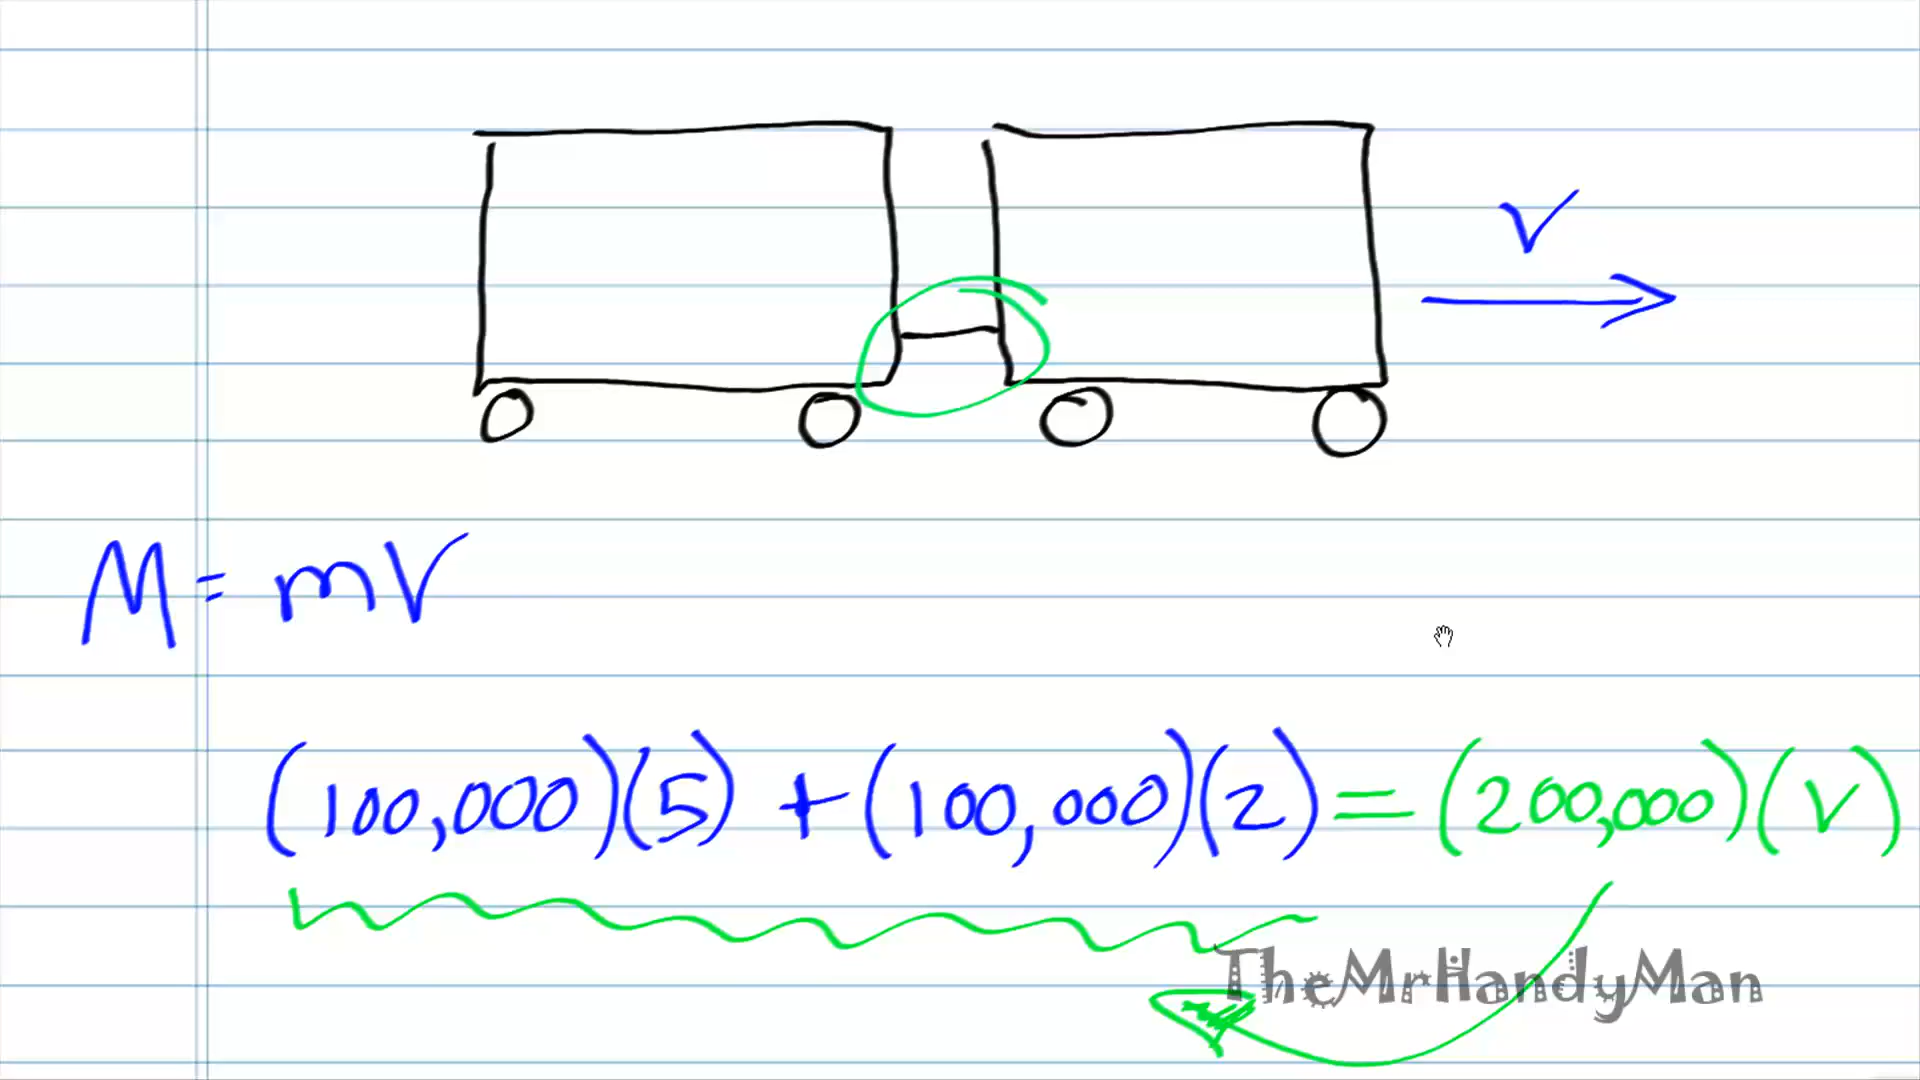 V
M = mV
(100,000)(5) + (100,000)(2) = (200,000)(V)
TheMrHandyMan